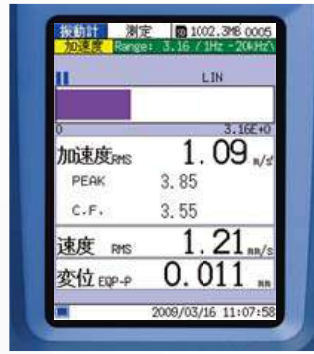 振動計 測定 SD 1002.3MB 0005
加速度 Range: 3.16 / 1Hz -20kHz
LIN
0 3.16E+0
加速度RMS 1.09 m/s²
PEAK 3.85
C.F. 3.55
速度 RMS 1.21 mm/s
変位 EQP-P 0.011 mm
2009/03/16 11:07:58